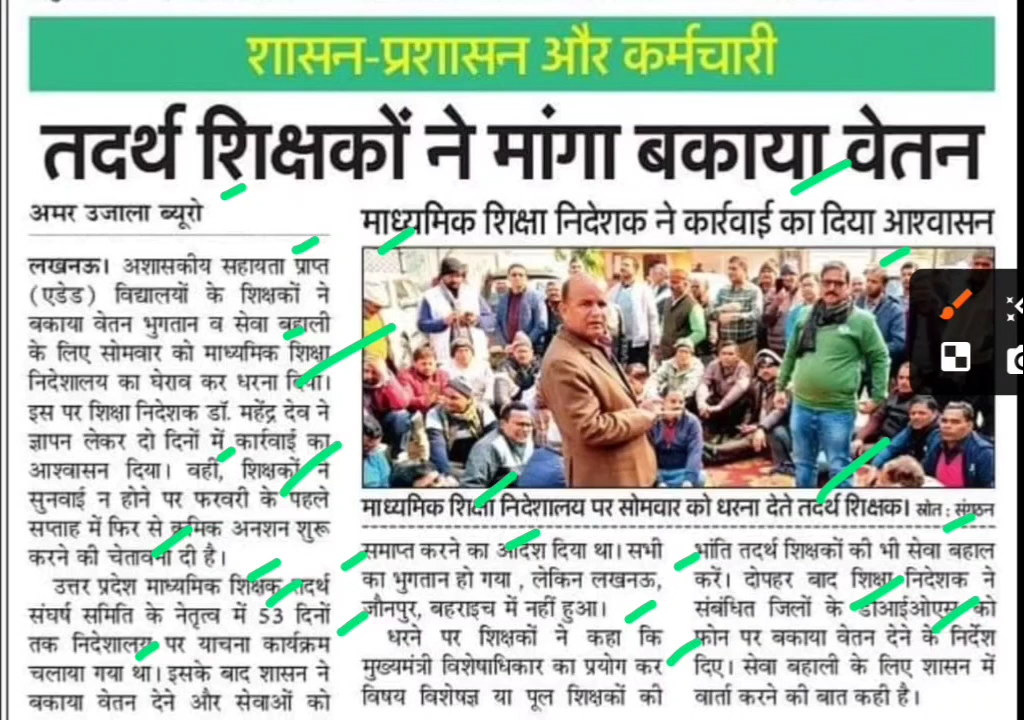 शासन-प्रशासन और कर्मचारी
तदर्थ शिक्षकों ने मांगा बकाया वेतन
अमर उजाला ब्यूरो
लखनऊ। अशासकीय सहायता प्राप्त
(एडेड) विद्यालयों के शिक्षकों ने
बकाया वेतन भुगतान व सेवा बहाली
के लिए सोमवार को माध्यमिक शिक्षा
निदेशालय का घेराव कर धरना दिया।
इस पर शिक्षा निदेशक डॉ. महेंद्र देव ने
ज्ञापन लेकर दो दिनों में कार्रवाई का
आश्वासन दिया। वहीं, शिक्षकों ने
सुनवाई न होने पर फरवरी के पहले
सप्ताह में फिर से क्रमिक अनशन शुरू
करने की चेतावनी दी है।
उत्तर प्रदेश माध्यमिक शिक्षक तदर्थ
संघर्ष समिति के नेतृत्व में 53 दिनों
तक निदेशालय पर याचना कार्यक्रम
चलाया गया था। इसके बाद शासन ने
बकाया वेतन देने और सेवाओं को
माध्यमिक शिक्षा निदेशक ने कार्रवाई का दिया आश्वासन
माध्यमिक शिक्षा निदेशालय पर सोमवार को धरना देते तदर्थ शिक्षक। स्रोत : संगठन
समाप्त करने का आदेश दिया था। सभी
का भुगतान हो गया , लेकिन लखनऊ,
जौनपुर, बहराइच में नहीं हुआ।
धरने पर शिक्षकों ने कहा कि
मुख्यमंत्री विशेषाधिकार का प्रयोग कर
विषय विशेषज्ञ या पूल शिक्षकों की
भांति तदर्थ शिक्षकों की भी सेवा बहाल
करें। दोपहर बाद शिक्षा निदेशक ने
संबंधित जिलों के डीआईओएस को
फोन पर बकाया वेतन देने के निर्देश
दिए। सेवा बहाली के लिए शासन में
वार्ता करने की बात कही है।